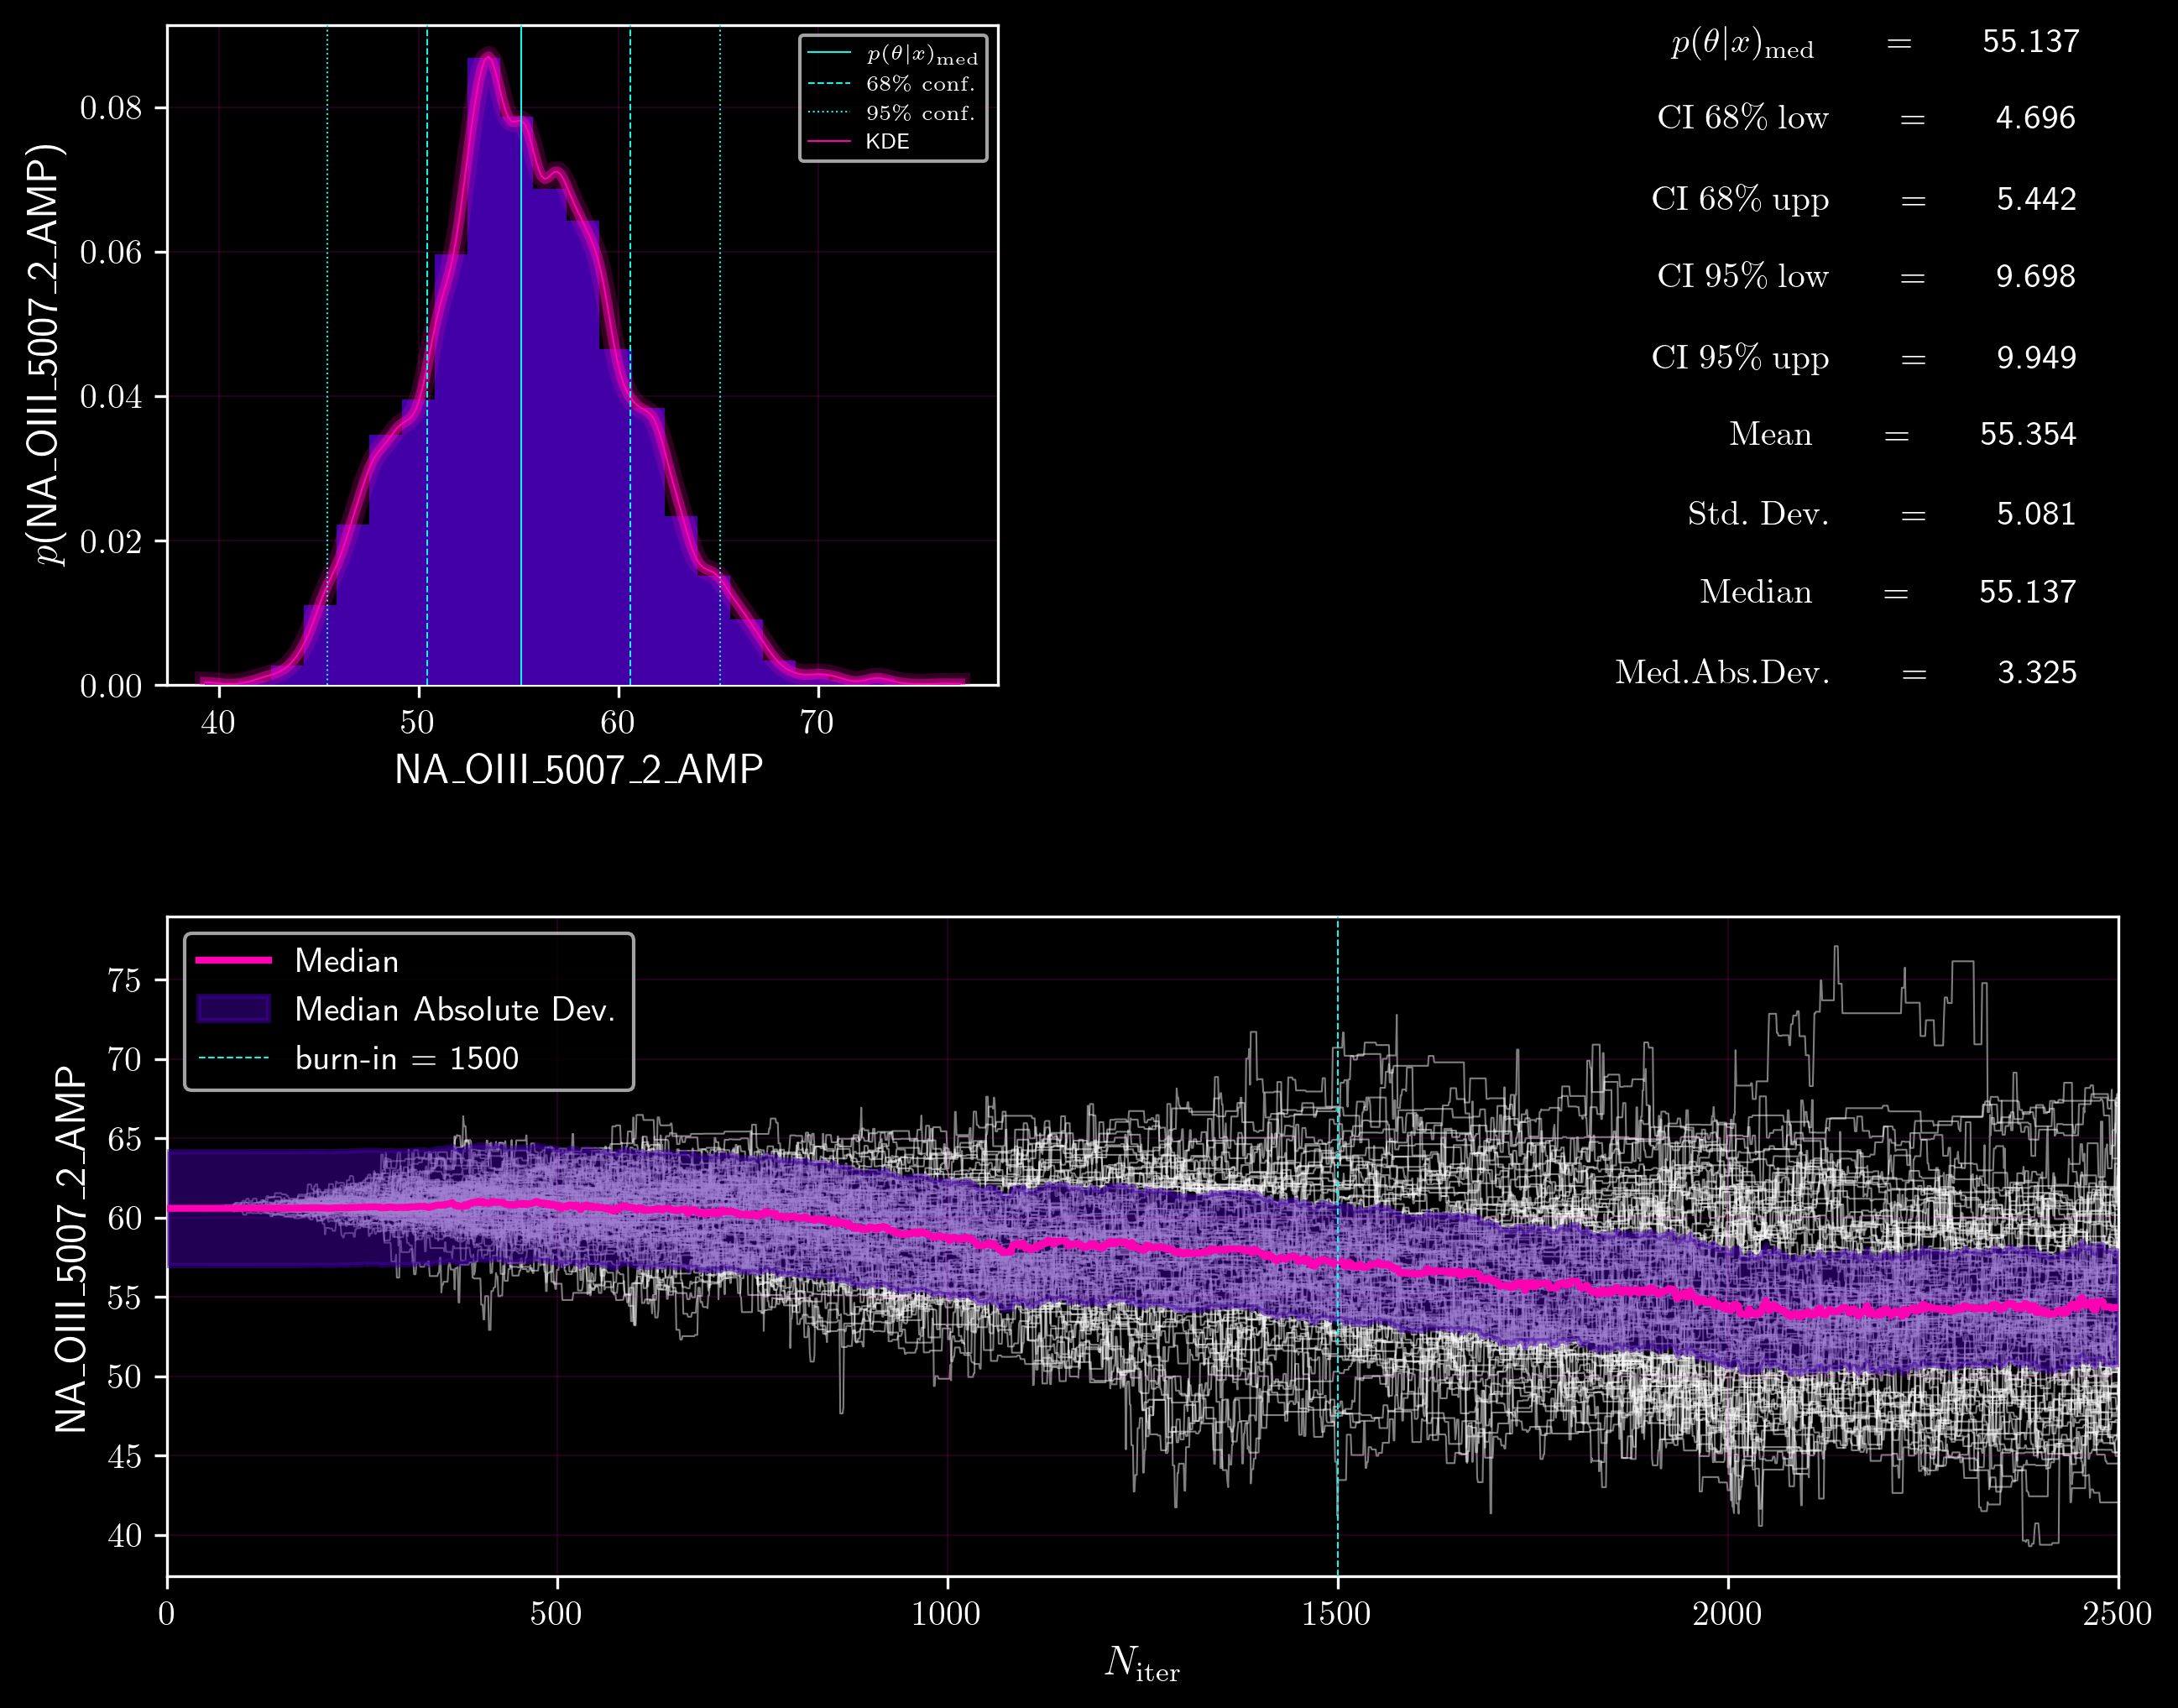 p(θ|x)med
68% conf.
95% conf.
KDE
0.08
0.06
0.04
0.02
0.00
p(NA_OIII_5007_2_AMP)
40 50 60 70
NA_OIII_5007_2_AMP
p(θ|x)med = 55.137
CI 68% low = 4.696
CI 68% upp = 5.442
CI 95% low = 9.698
CI 95% upp = 9.949
Mean = 55.354
Std. Dev. = 5.081
Median = 55.137
Med.Abs.Dev. = 3.325
Median
Median Absolute Dev.
burn-in = 1500
75
70
65
60
55
50
45
40
NA_OIII_5007_2_AMP
0 500 1000 1500 2000 2500
Niter